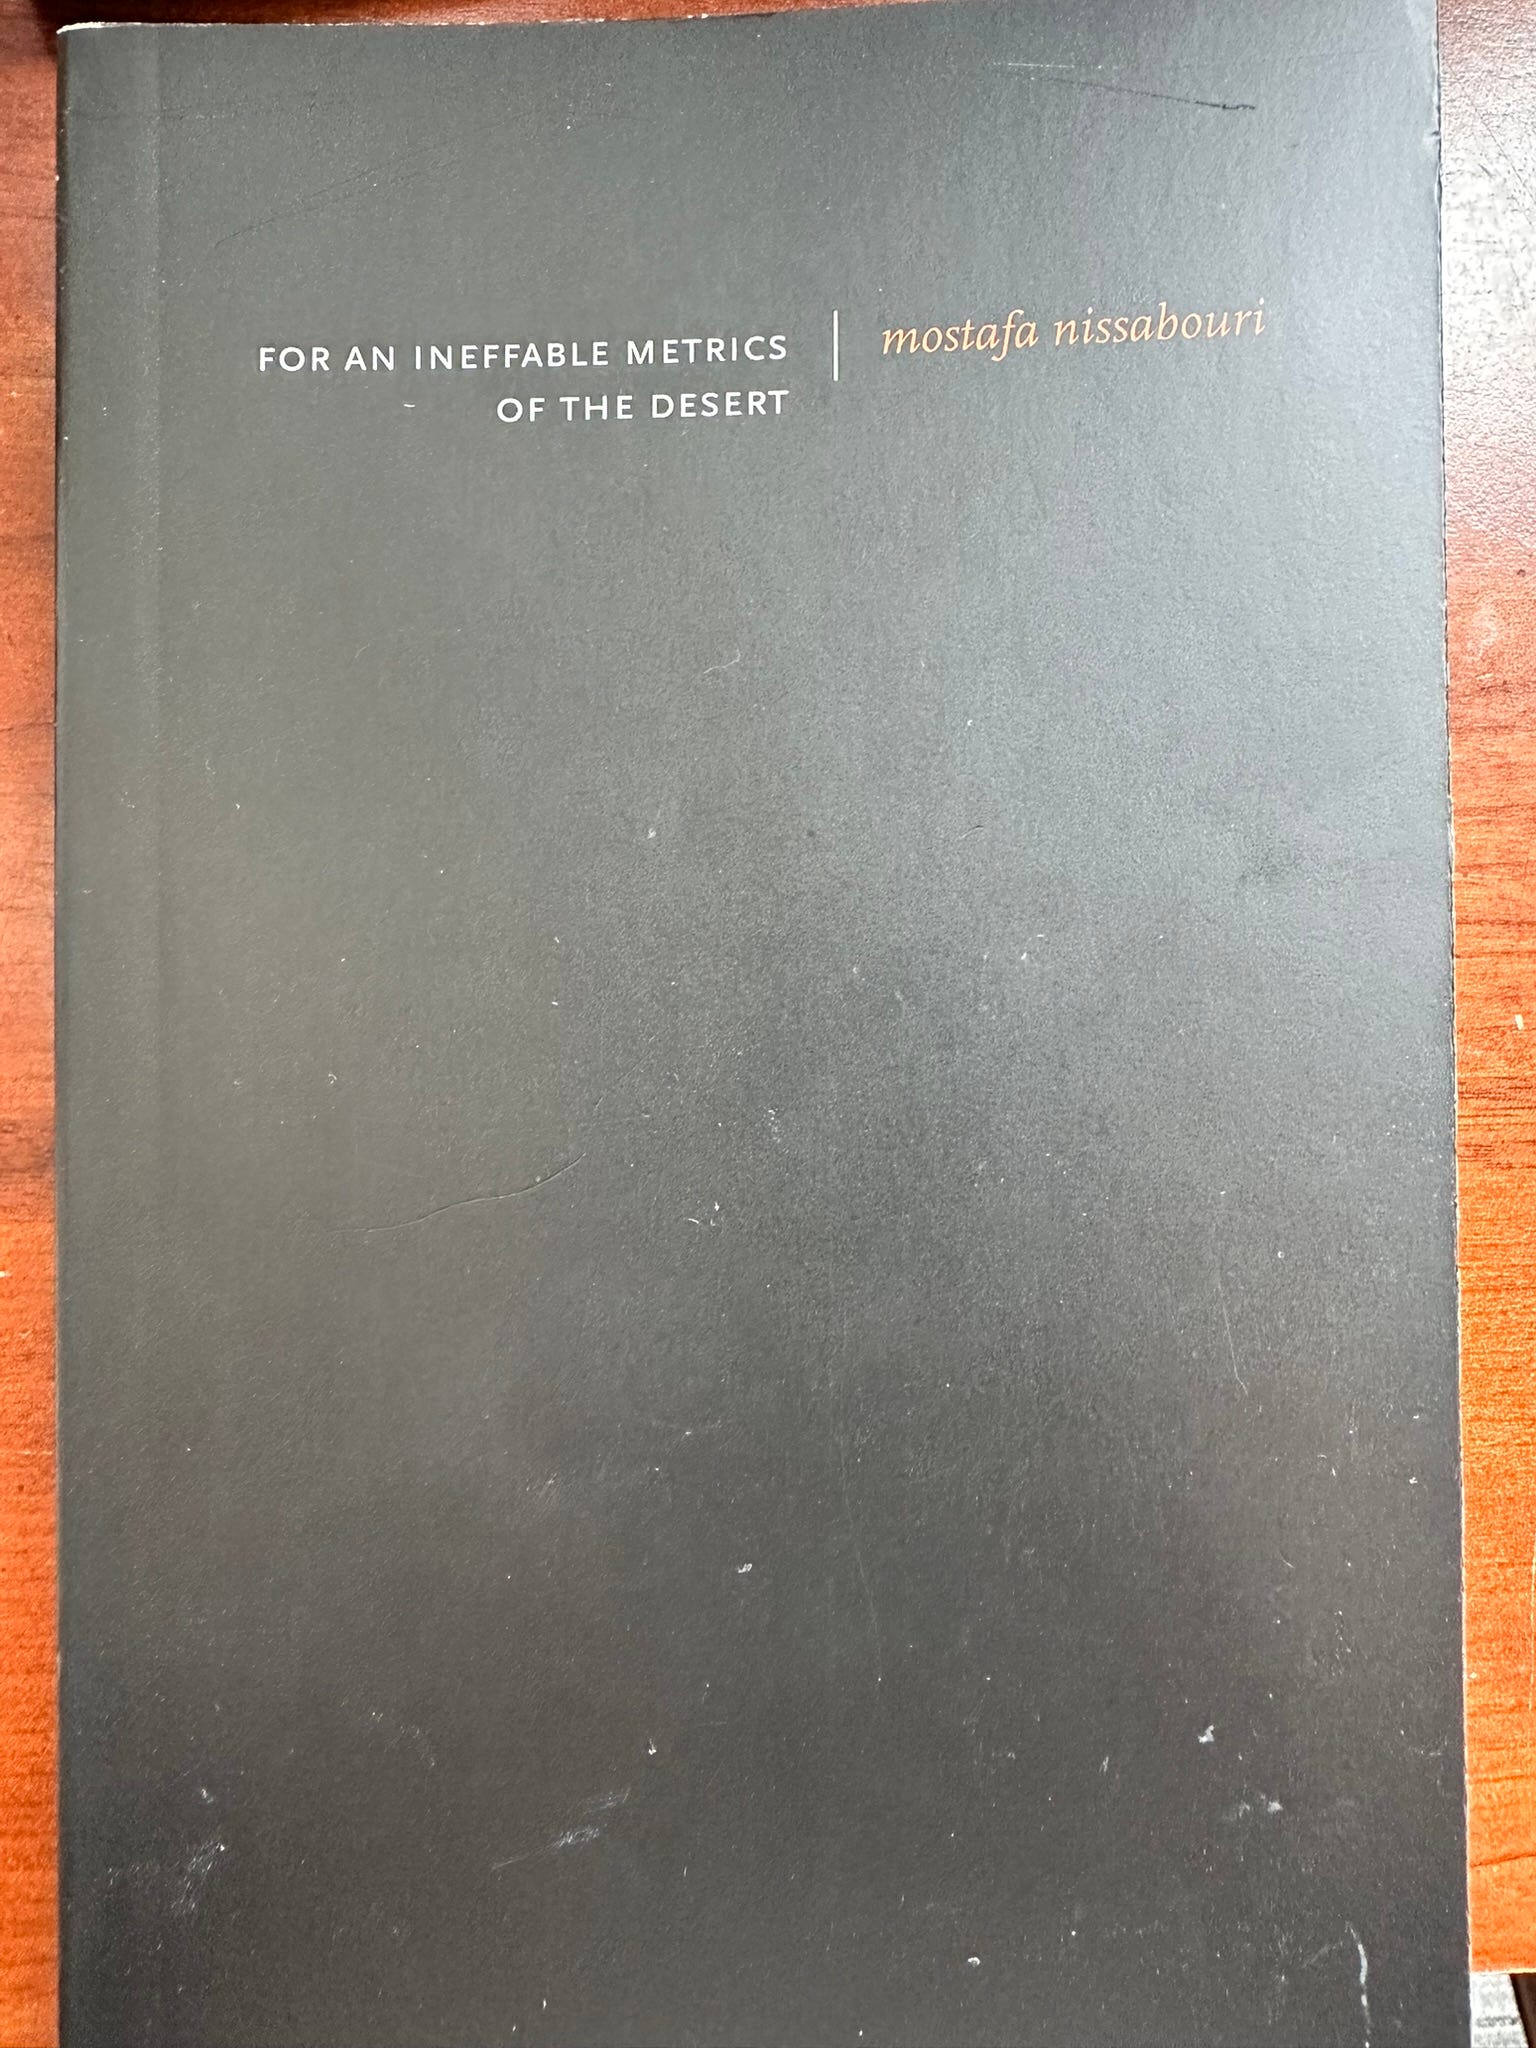 FOR AN INEFFABLE METRICS
OF THE DESERT
mostafa nissabouri